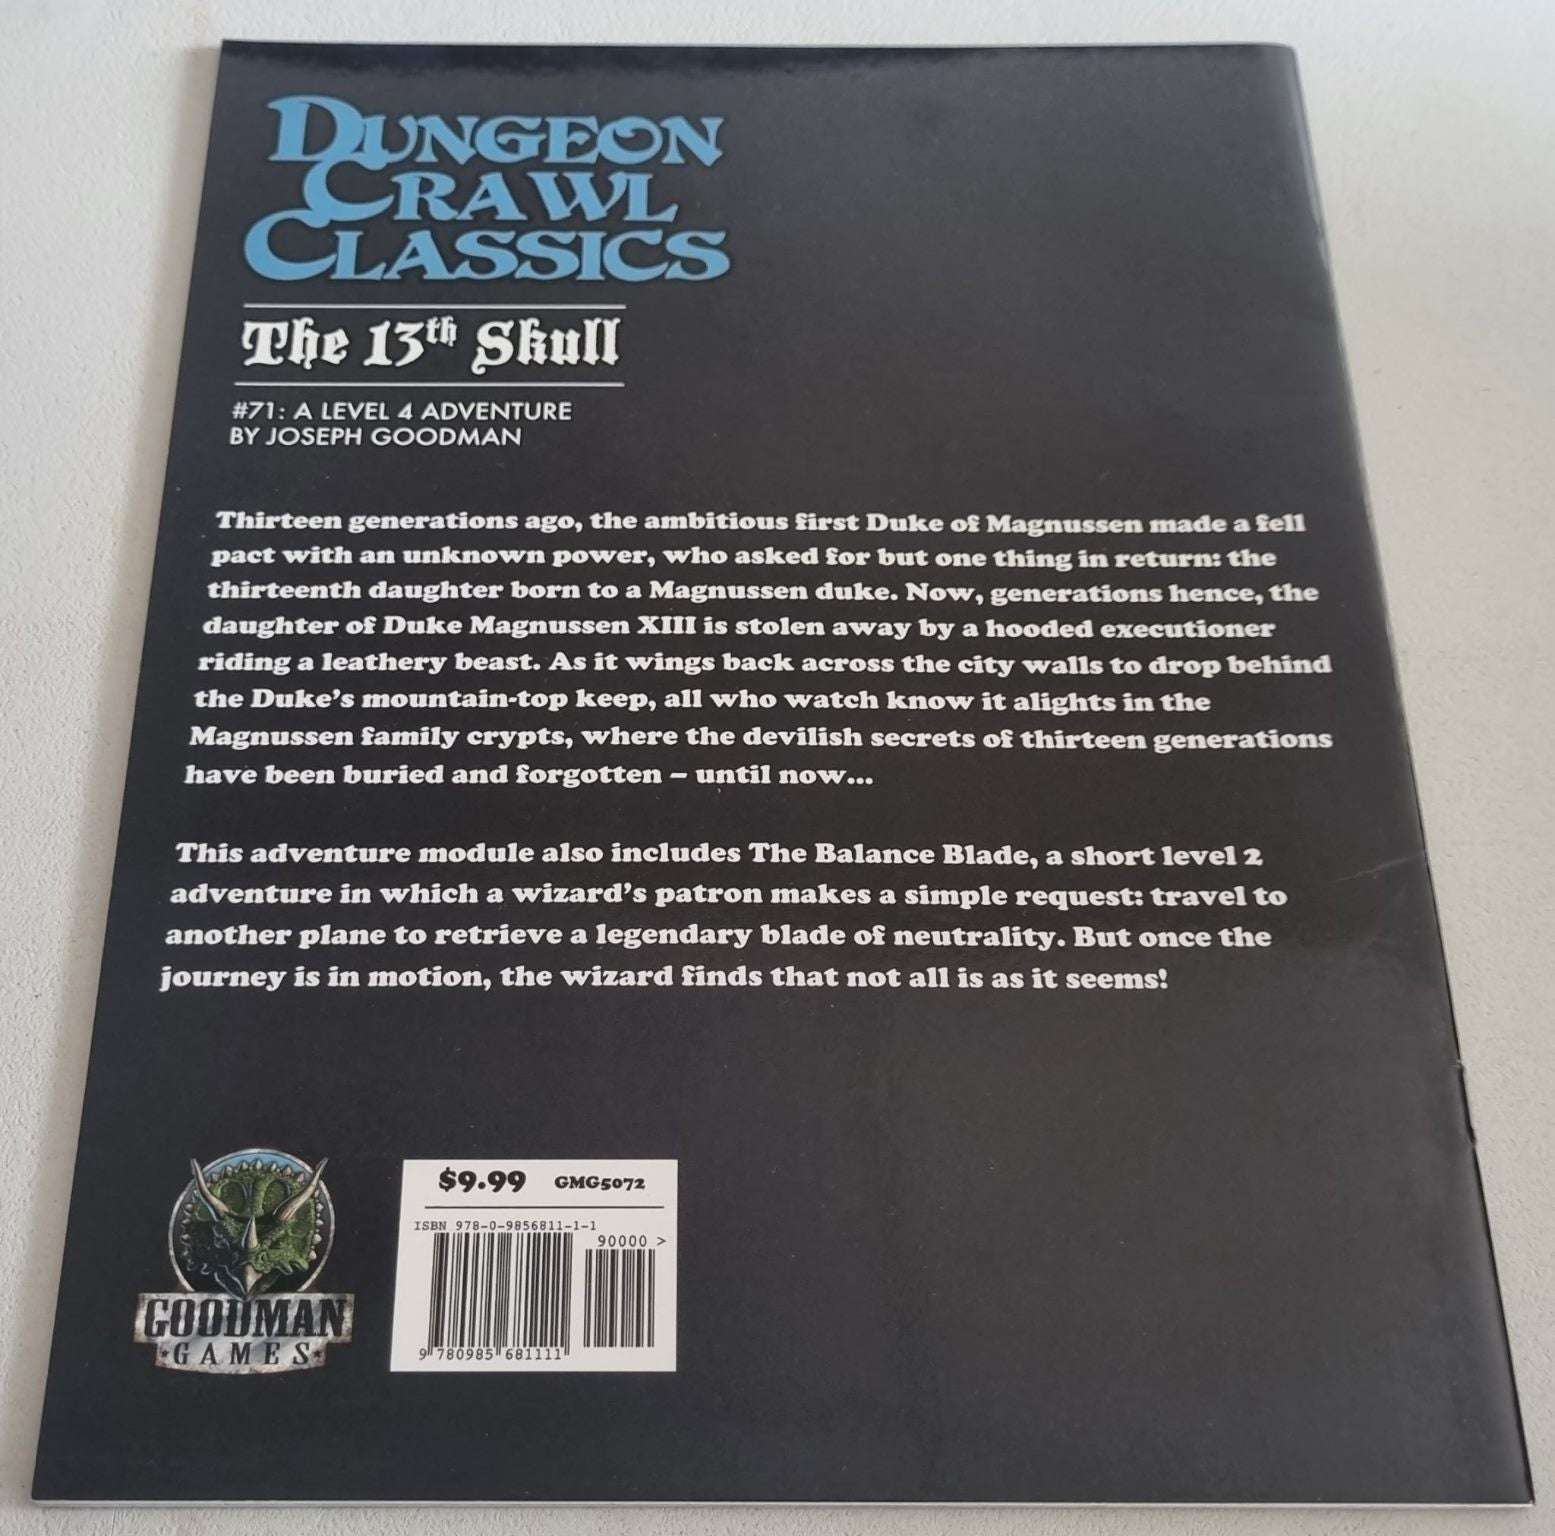 DUNGEON
CRAWL
CLASSICS
The 13th Skull
#71: A LEVEL 4 ADVENTURE
BY JOSEPH GOODMAN
Thirteen generations ago, the ambitious first Duke of Magnussen made a fell
pact with an unknown power, who asked for but one thing in return: the
thirteenth daughter born to a Magnussen duke. Now, generations hence, the
daughter of Duke Magnussen XIII is stolen away by a hooded executioner
riding a leathery beast. As it wings back across the city walls to drop behind
the Duke's mountain-top keep, all who watch know it alights in the
Magnussen family crypts, where the devilish secrets of thirteen generations
have been buried and forgotten – until now...
This adventure module also includes The Balance Blade, a short level 2
adventure in which a wizard's patron makes a simple request: travel to
another plane to retrieve a legendary blade of neutrality. But once the
journey is in motion, the wizard finds that not all is as it seems!
GOODMAN
GAMES
$9.99 GMG5072
ISBN 978-0-9856811-1-1
90000 >
9 780985 681111